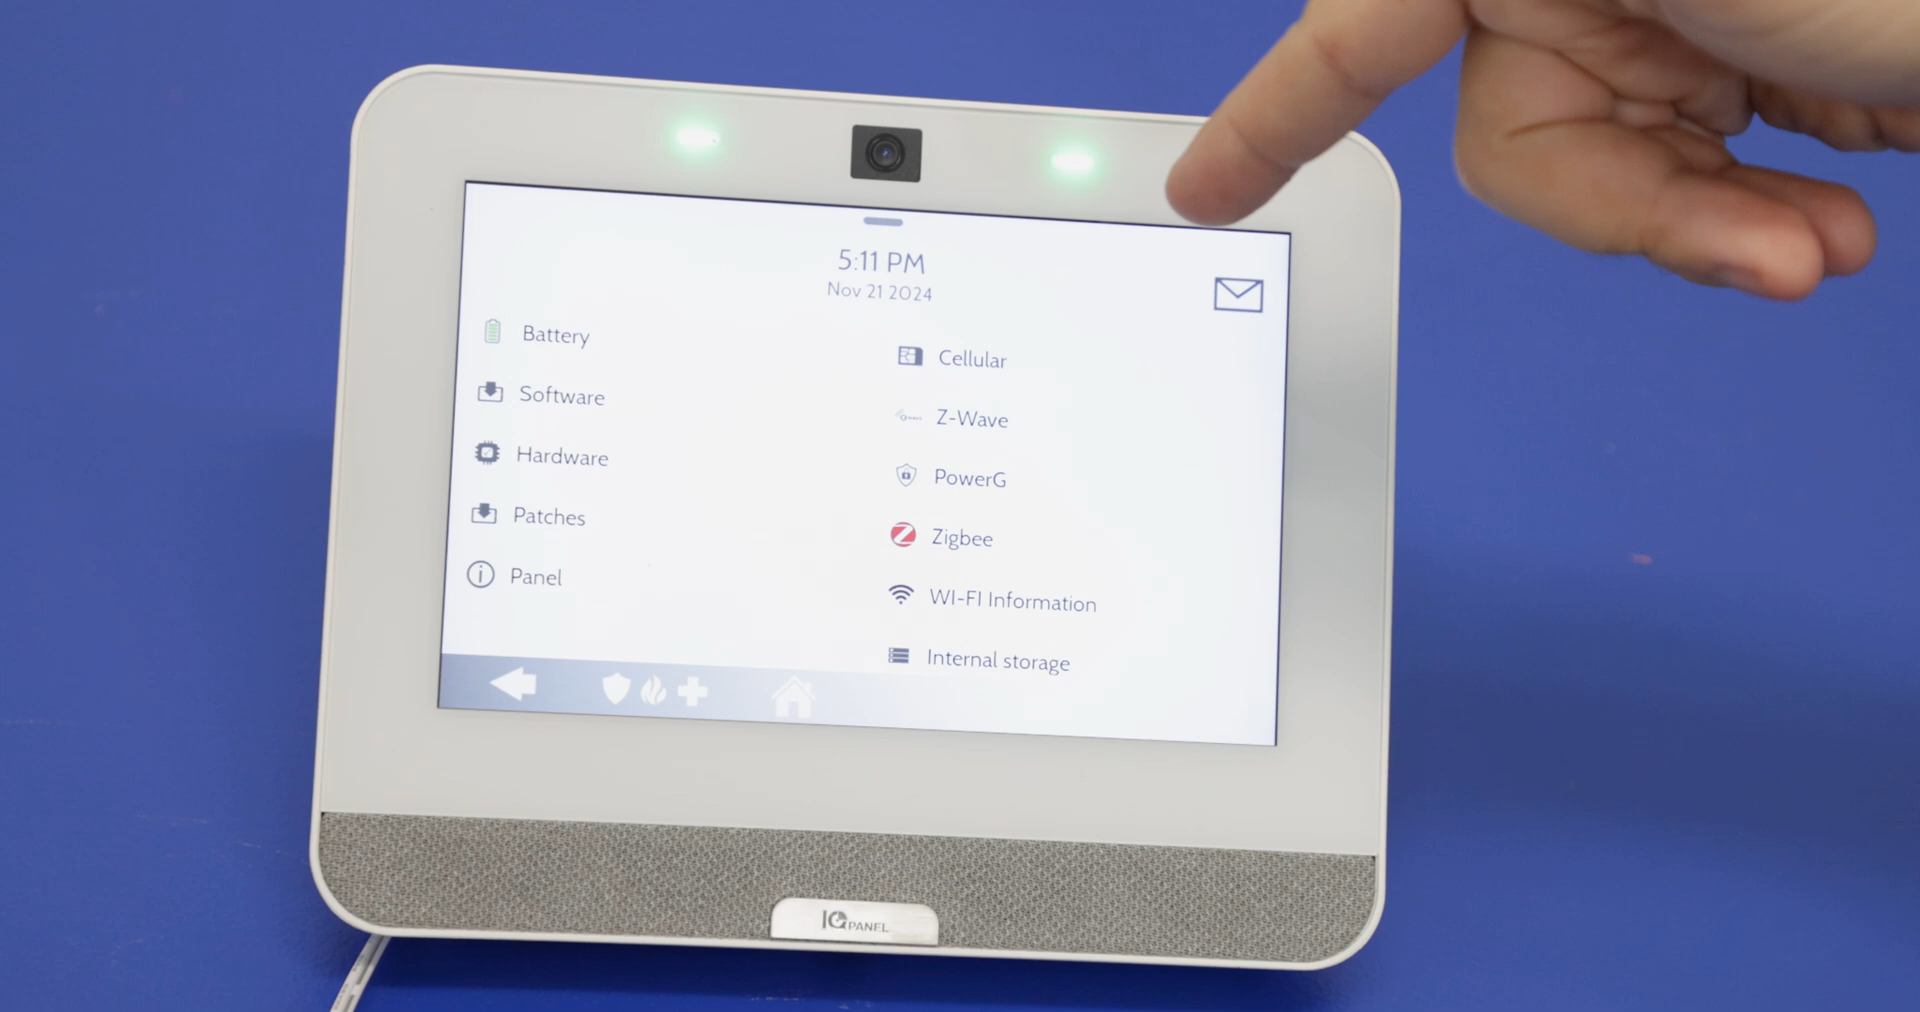 5:11 PM
Nov 21 2024
Battery
Software
Hardware
Patches
Panel
Cellular
Z-Wave
PowerG
Zigbee
WI-FI Information
Internal storage
IQ PANEL